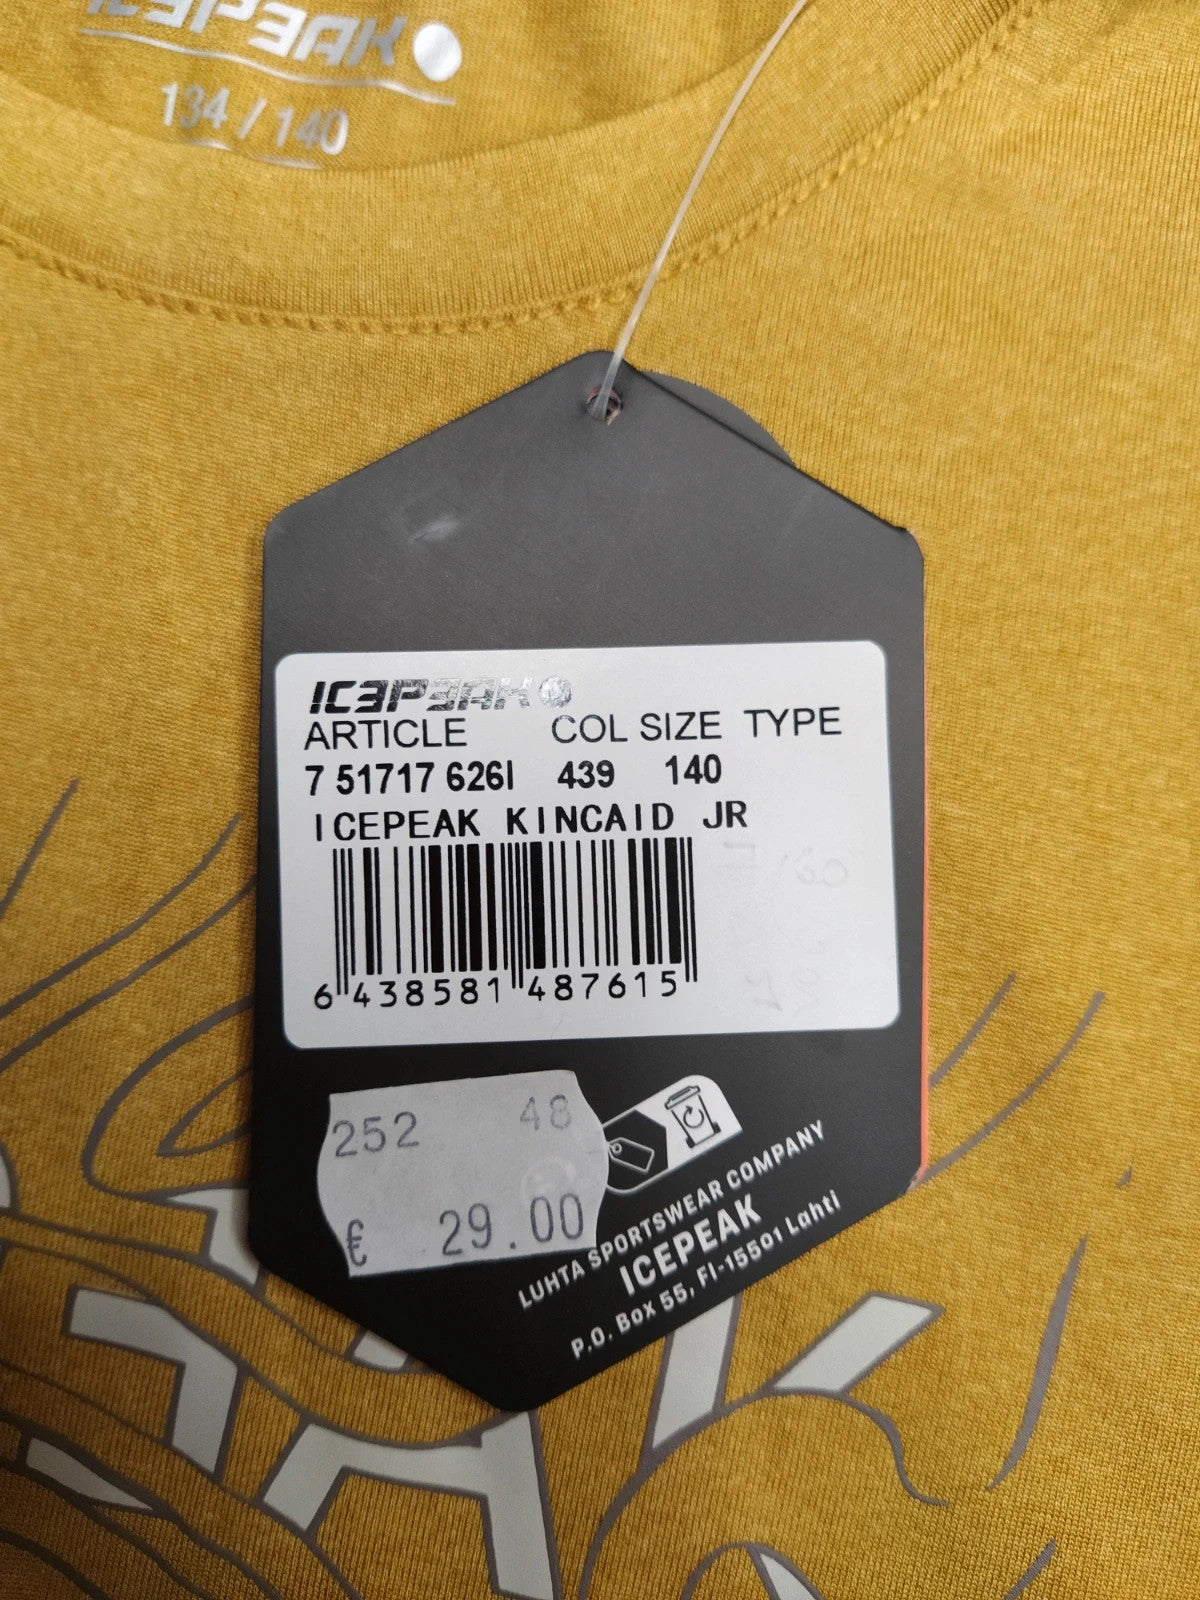 ICEPEAK
134 / 140
ICEPEAK
ARTICLE COL SIZE TYPE
7 51717 626I 439 140
ICEPEAK KINCAID JR
6 438581 487615
252 48
€ 29.00
LUHTA SPORTSWEAR COMPANY
ICEPEAK
P.O. Box 55, FI-15501 Lahti